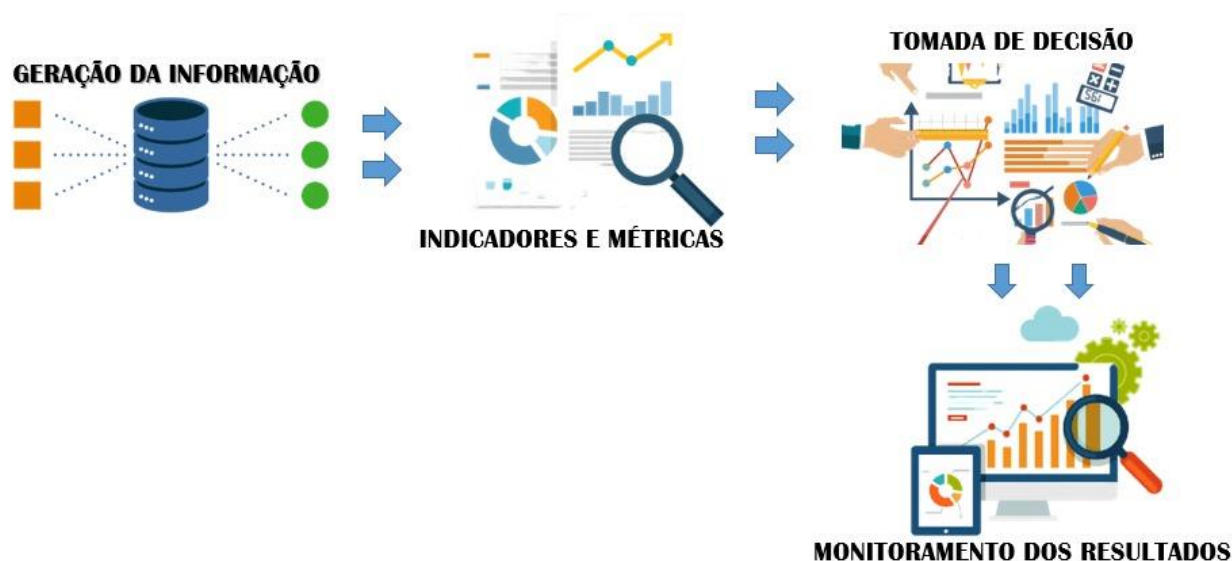 GERAÇÃO DA INFORMAÇÃO
INDICADORES E MÉTRICAS
TOMADA DE DECISÃO
MONITORAMENTO DOS RESULTADOS